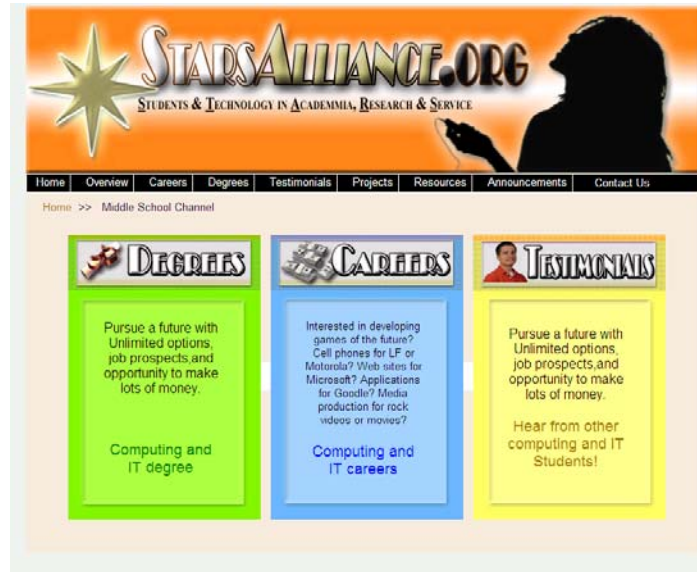 STARSALLIANCE.ORG
STUDENTS & TECHNOLOGY IN ACADEMMIA, RESEARCH & SERVICE
Home Overview Careers Degrees Testimonials Projects Resources Announcements Contact Us
Home >> Middle School Channel
DEGREES
Pursue a future with
Unlimited options,
job prospects,and
opportunity to make
lots of money.
Computing and
IT degree
CAREERS
Interested in developing
games of the future?
Cell phones for LF or
Motorola? Web sites for
Microsoft? Applications
for Goodle? Media
production for rock
videos or movies?
Computing and
IT careers
TESTIMONIALS
Pursue a future with
Unlimited options,
job prospects,and
opportunity to make
lots of money.
Hear from other
computing and IT
Students!